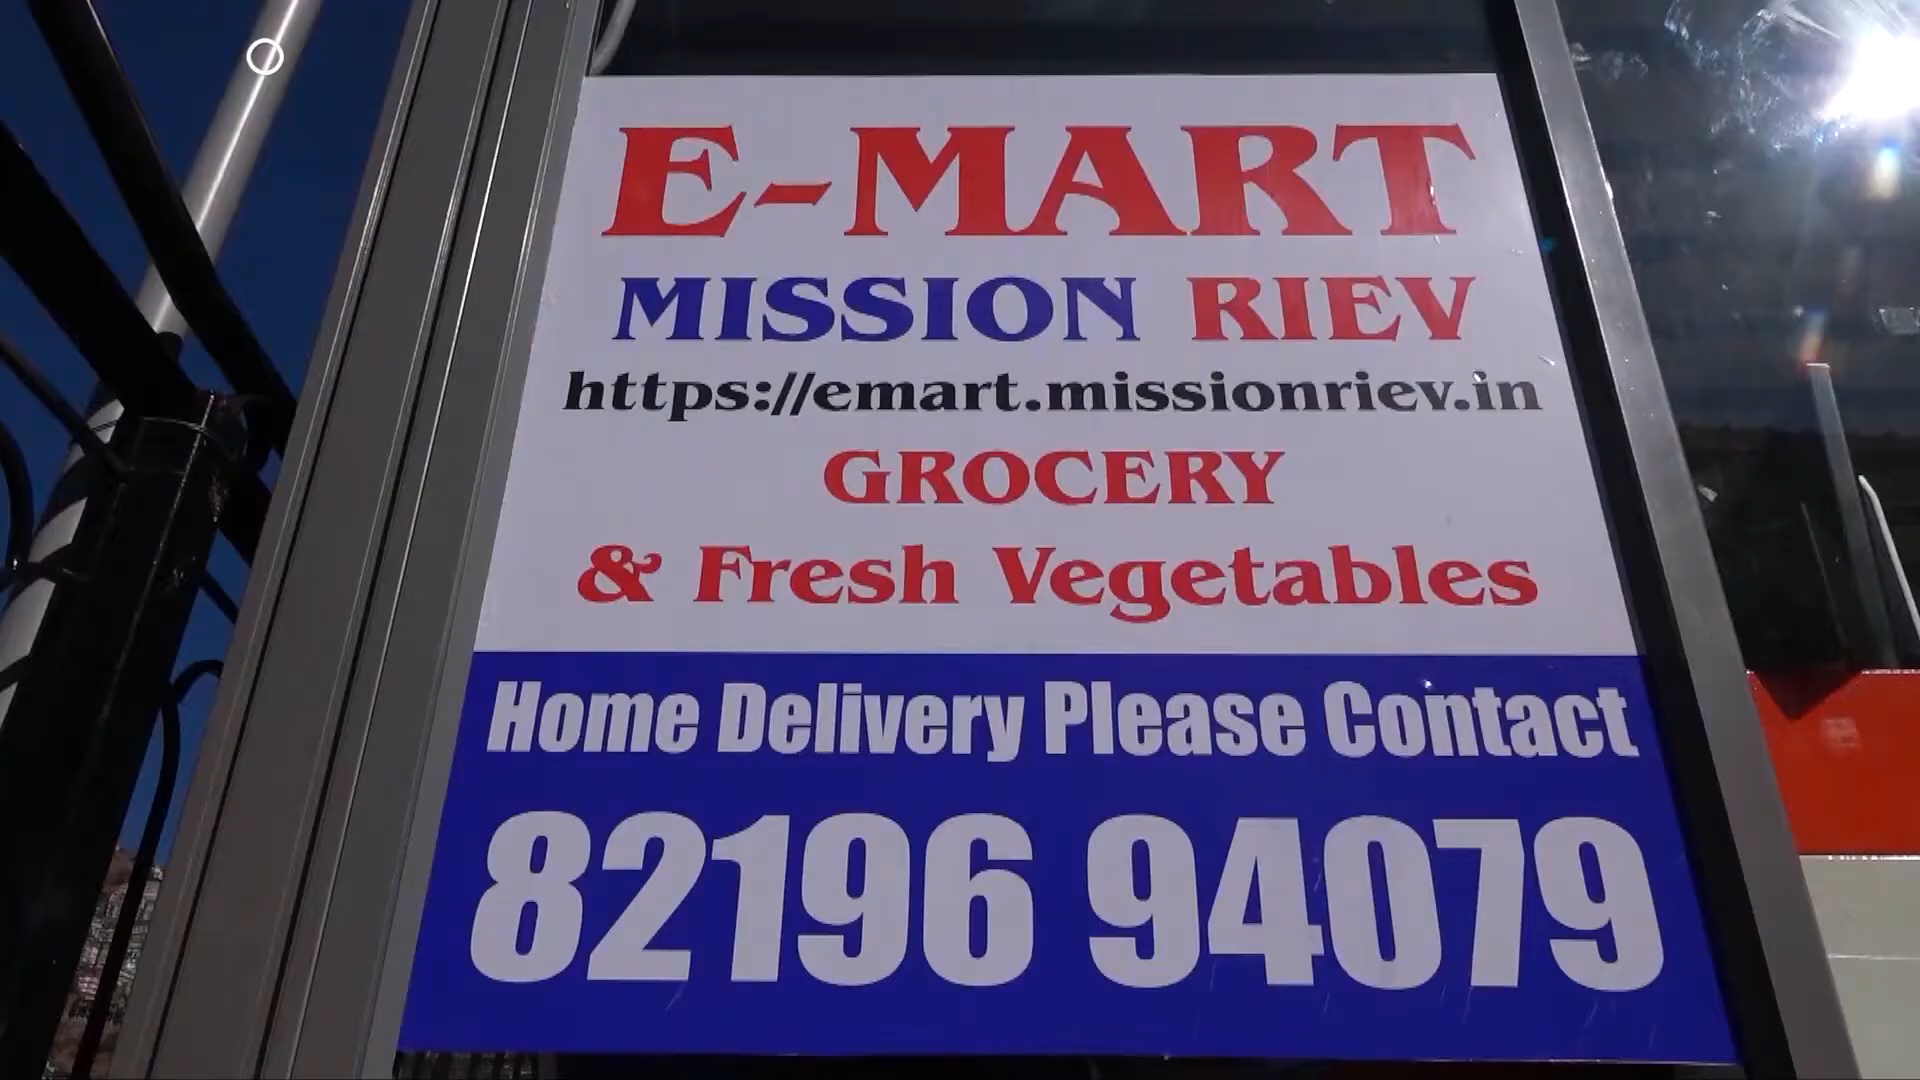 E-MART
MISSION RIEV
https://emart.missionriev.in
GROCERY
& Fresh Vegetables
Home Delivery Please Contact
82196 94079